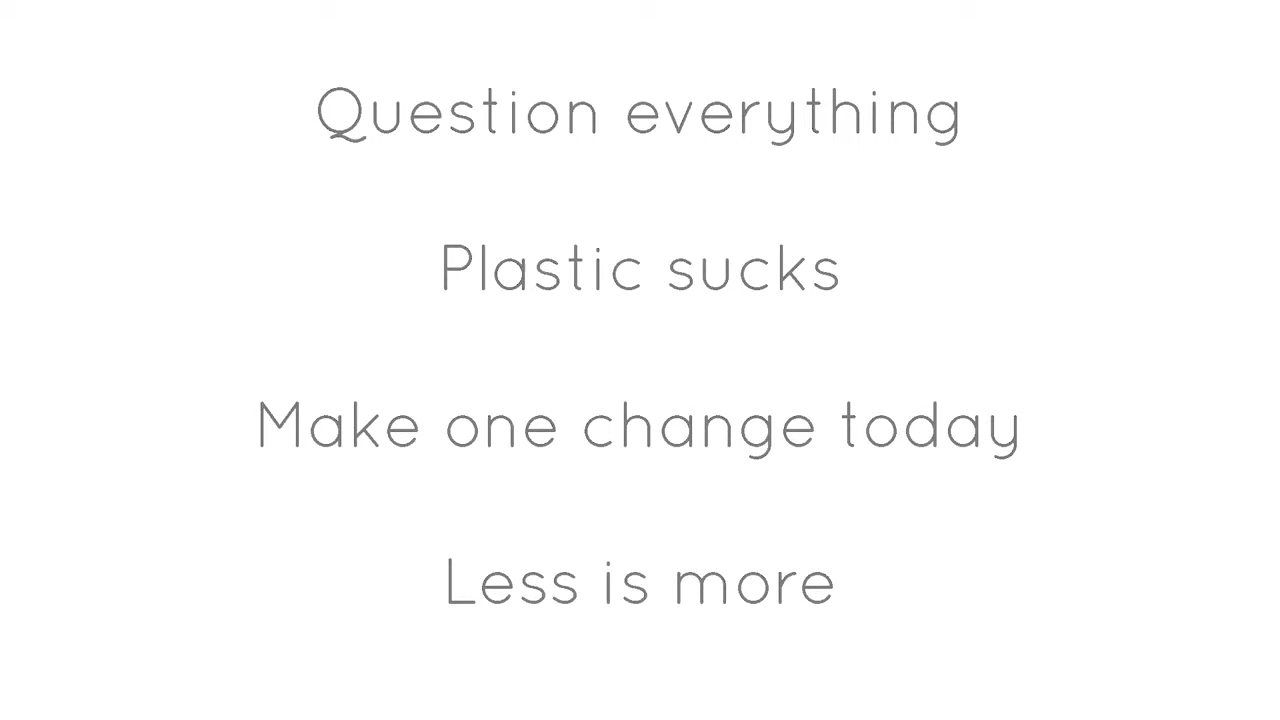 Question everything
Plastic sucks
Make one change today
Less is more